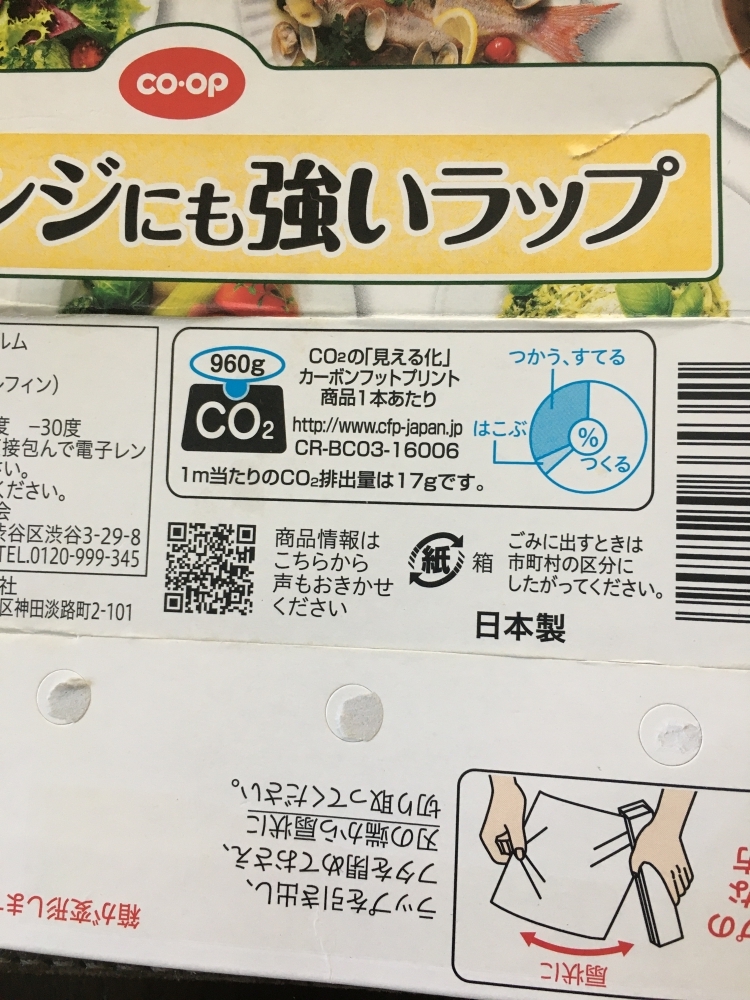 CO·OP
ンジにも強いラップ
ルム
ルフィン)
度 -30度
接包んで電子レン
さい。
ください。
会
渋谷区渋谷3-29-8
TEL.0120-999-345
社
区神田淡路町2-101
960g
CO₂
CO₂の「見える化」
カーボンフットプリント
商品1本あたり
http://www.cfp-japan.jp
CR-BC03-16006
1m当たりのCO₂排出量は17gです。
つかう、すてる
はこぶ
%
つくる
商品情報は
こちらから
声もおきかせ
ください
紙
箱
ごみに出すときは
市町村の区分に
したがってください。
日本製
ラップを引き出し、
フタを閉めておさえ、
刃の端から扇状に
切り取ってください。
扇状に
箱が変形しま